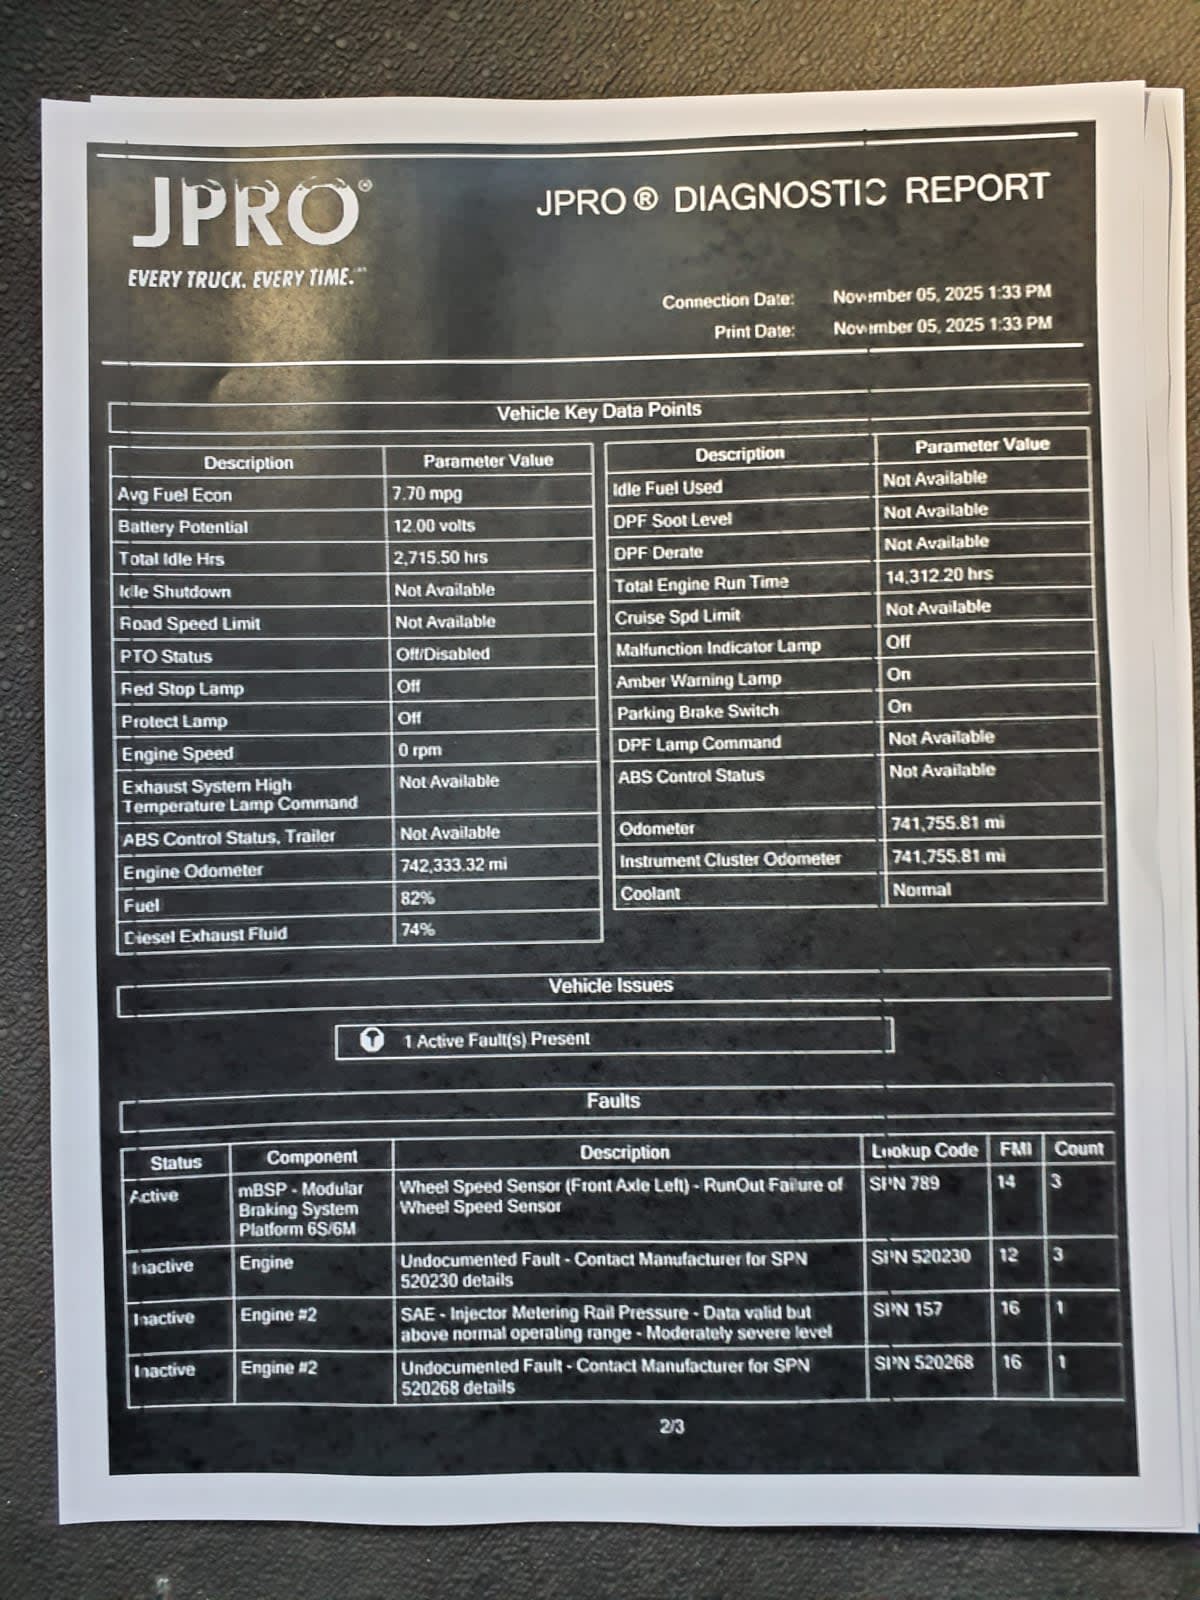 JPRO®
JPRO® DIAGNOSTIC REPORT
EVERY TRUCK. EVERY TIME.™
Connection Date: November 05, 2025 1:33 PM
Print Date: November 05, 2025 1:33 PM
Vehicle Key Data Points
Description Parameter Value
Avg Fuel Econ 7.70 mpg
Battery Potential 12.00 volts
Total Idle Hrs 2,715.50 hrs
Idle Shutdown Not Available
Road Speed Limit Not Available
PTO Status Off/Disabled
Red Stop Lamp Off
Protect Lamp Off
Engine Speed 0 rpm
Exhaust System High Not Available
Temperature Lamp Command
ABS Control Status, Trailer Not Available
Engine Odometer 742,333.32 mi
Fuel 82%
Diesel Exhaust Fluid 74%
Description Parameter Value
Idle Fuel Used Not Available
DPF Soot Level Not Available
DPF Derate Not Available
Total Engine Run Time 14,312.20 hrs
Cruise Spd Limit Not Available
Malfunction Indicator Lamp Off
Amber Warning Lamp On
Parking Brake Switch On
DPF Lamp Command Not Available
ABS Control Status Not Available
Odometer 741,755.81 mi
Instrument Cluster Odometer 741,755.81 mi
Coolant Normal
Vehicle Issues
1 Active Fault(s) Present
Faults
Status Component Description Lookup Code FMI Count
Active mBSP - Modular Wheel Speed Sensor (Front Axle Left) - RunOut Failure of SPN 789 14 3
Braking System Wheel Speed Sensor
Platform 6S/6M
Inactive Engine Undocumented Fault - Contact Manufacturer for SPN SPN 520230 12 3
520230 details
Inactive Engine #2 SAE - Injector Metering Rail Pressure - Data valid but SPN 157 16 1
above normal operating range - Moderately severe level
Inactive Engine #2 Undocumented Fault - Contact Manufacturer for SPN SPN 520268 16 1
520268 details
2/3